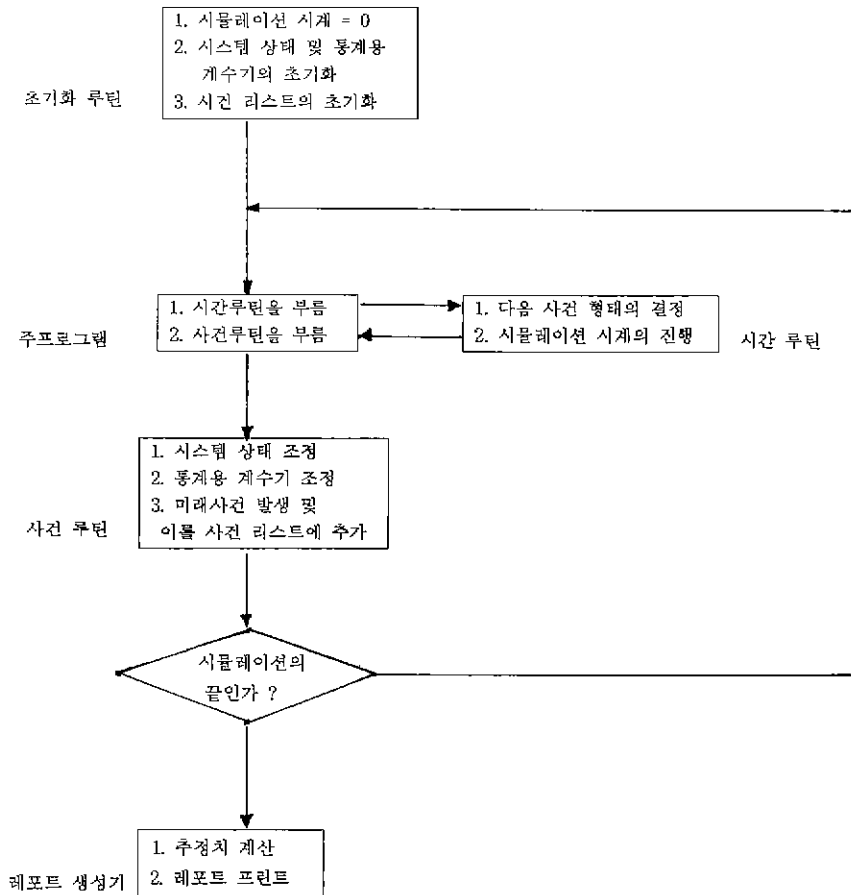 1. 시뮬레이션 시계 = 0
2. 시스템 상태 및 통계용
계수기의 초기화
3. 시건 리스트의 초기화
초기화 루틴
1. 시간루틴을 부름
2. 사건루틴을 부름
주프로그램
1. 다음 사건 형태의 결정
2. 시뮬레이션 시계의 진행
시간 루틴
1. 시스템 상태 조정
2. 통계용 계수기 조정
3. 미래사건 발생 및
이를 사건 리스트에 추가
사건 루틴
시뮬레이션의
끝인가 ?
1. 추정치 계산
2. 레포트 프린트
레포트 생성기